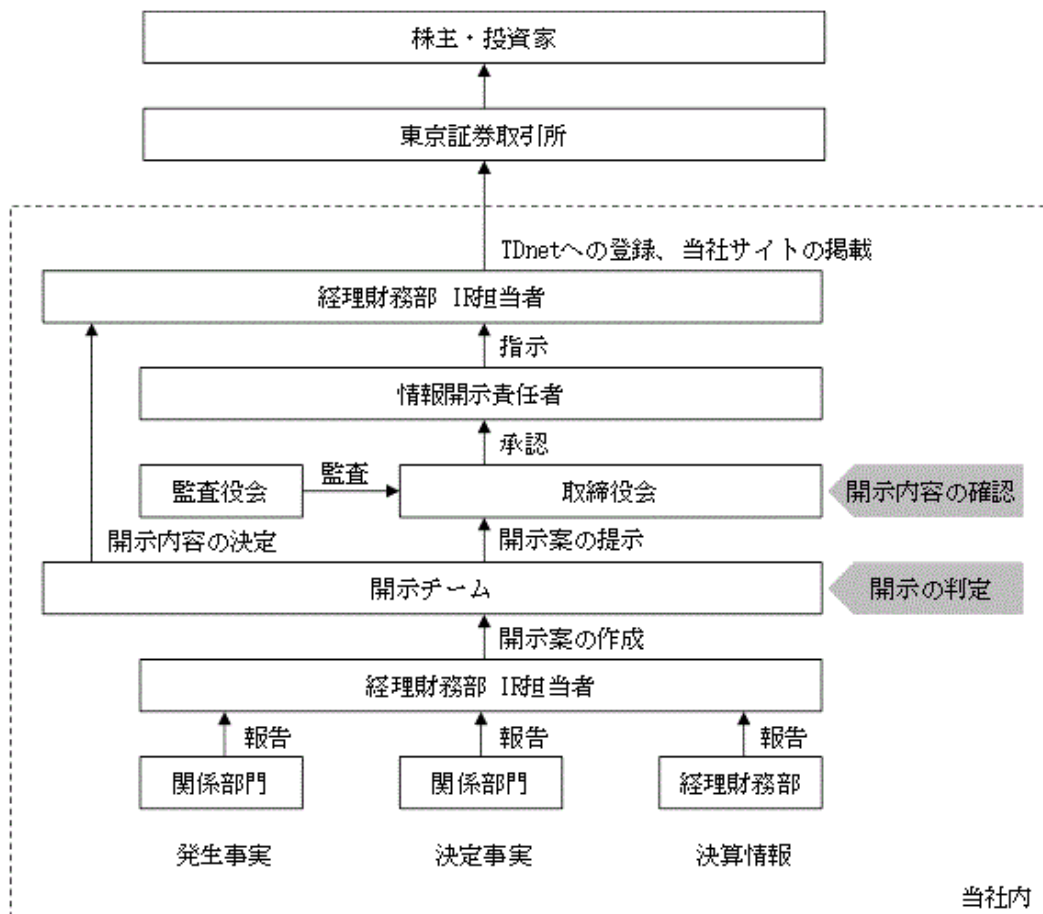 株主・投資家
東京証券取引所
TDnetへの登録、当社サイトの掲載
経理財務部 IR担当者
指示
情報開示責任者
承認
監査役会
監査
取締役会
開示内容の確認
開示内容の決定
開示案の提示
開示チーム
開示の判定
開示案の作成
経理財務部 IR担当者
報告
報告
報告
関係部門
関係部門
経理財務部
発生事実
決定事実
決算情報
当社内